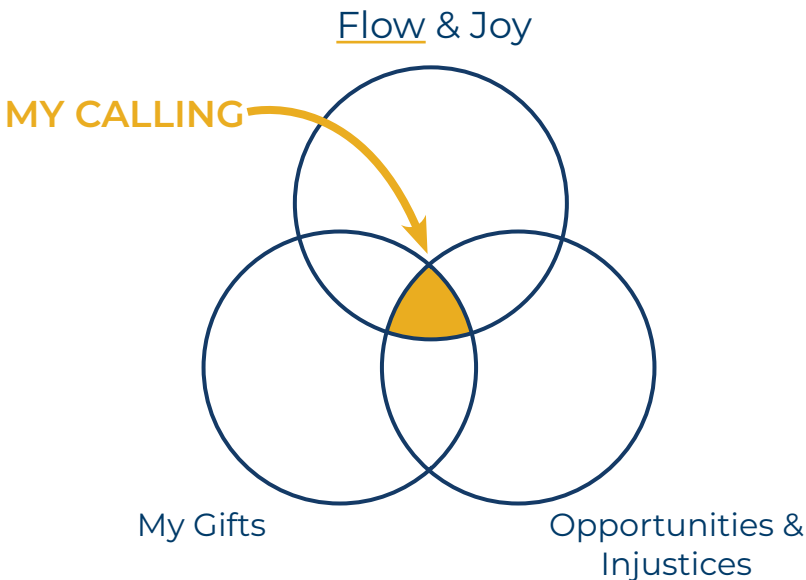 Flow & Joy
MY CALLING
My Gifts
Opportunities &
Injustices